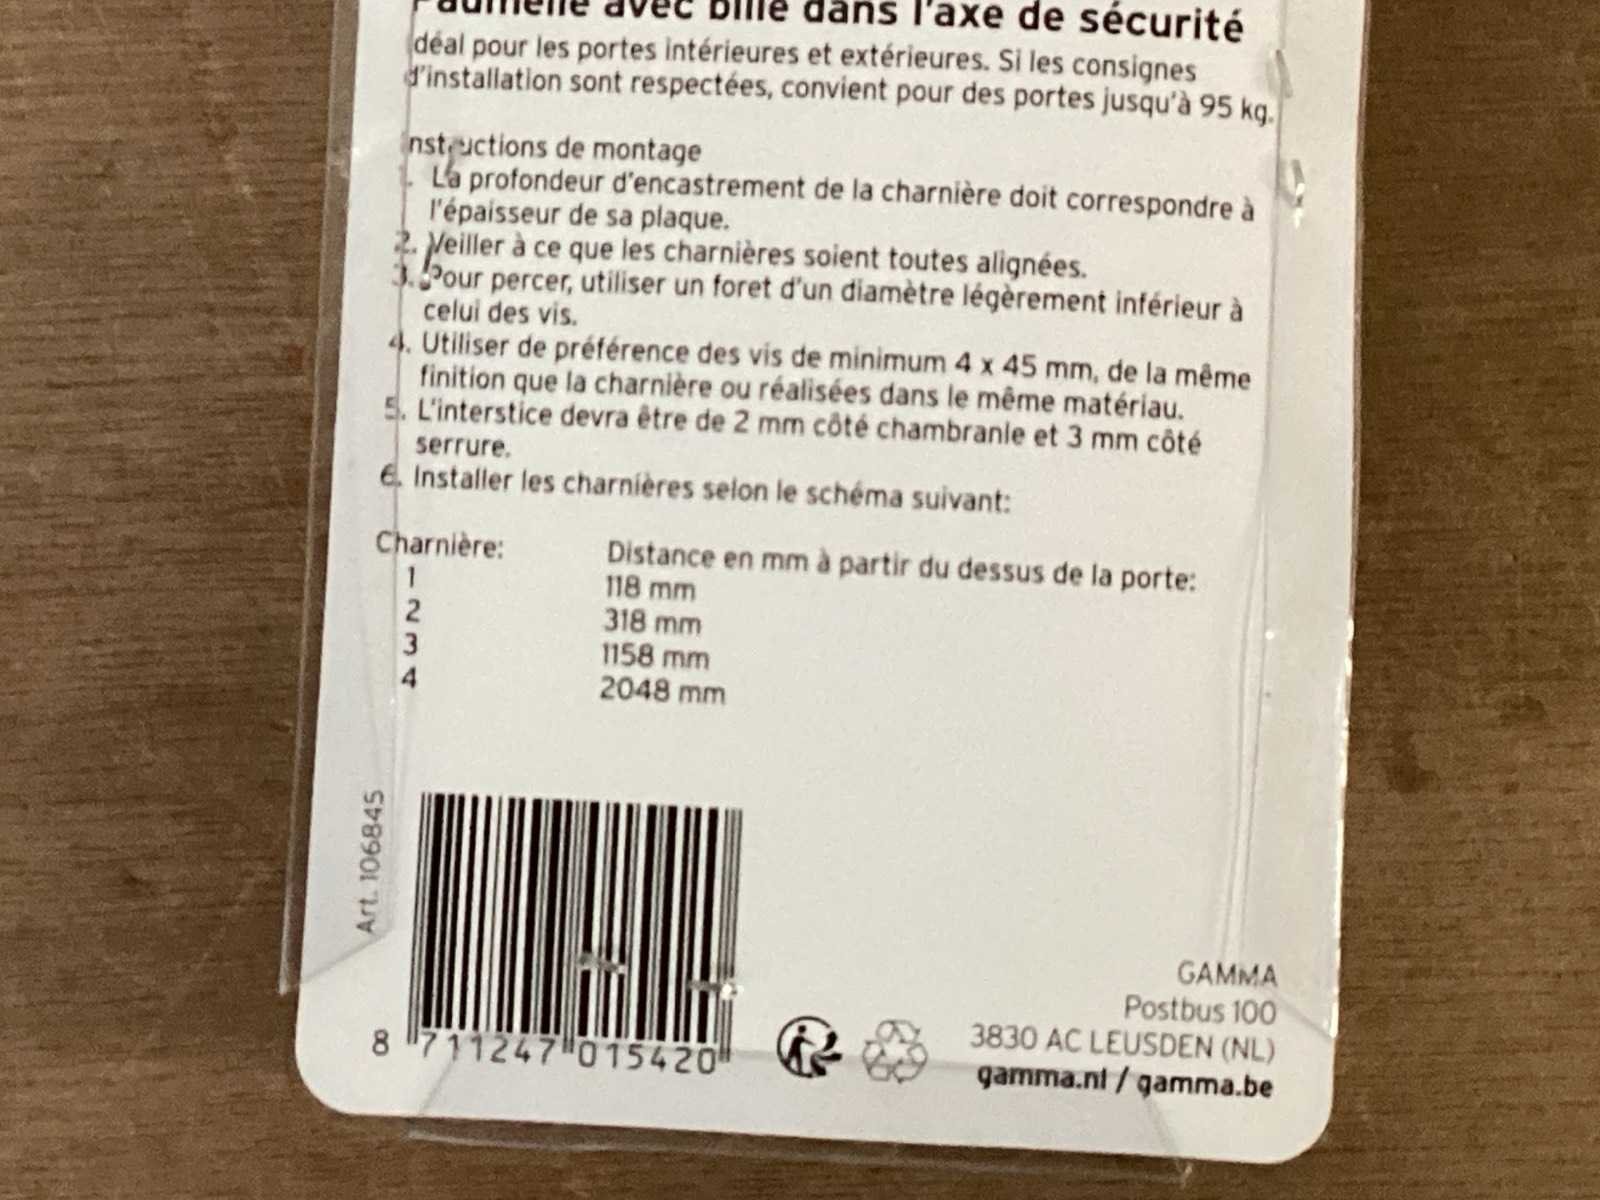 Paumelle avec bille dans l'axe de sécurité
Idéal pour les portes intérieures et extérieures. Si les consignes
d'installation sont respectées, convient pour des portes jusqu'à 95 kg.
Instructions de montage
1. La profondeur d'encastrement de la charnière doit correspondre à
l'épaisseur de sa plaque.
2. Veiller à ce que les charnières soient toutes alignées.
3. Pour percer, utiliser un foret d'un diamètre légèrement inférieur à
celui des vis.
4. Utiliser de préférence des vis de minimum 4 x 45 mm, de la même
finition que la charnière ou réalisées dans le même matériau.
5. L'interstice devra être de 2 mm côté chambranle et 3 mm côté
serrure.
6. Installer les charnières selon le schéma suivant:
Charnière: Distance en mm à partir du dessus de la porte:
1 118 mm
2 318 mm
3 1158 mm
4 2048 mm
Art. 106845
8 711247 015420
GAMMA
Postbus 100
3830 AC LEUSDEN (NL)
gamma.nl / gamma.be